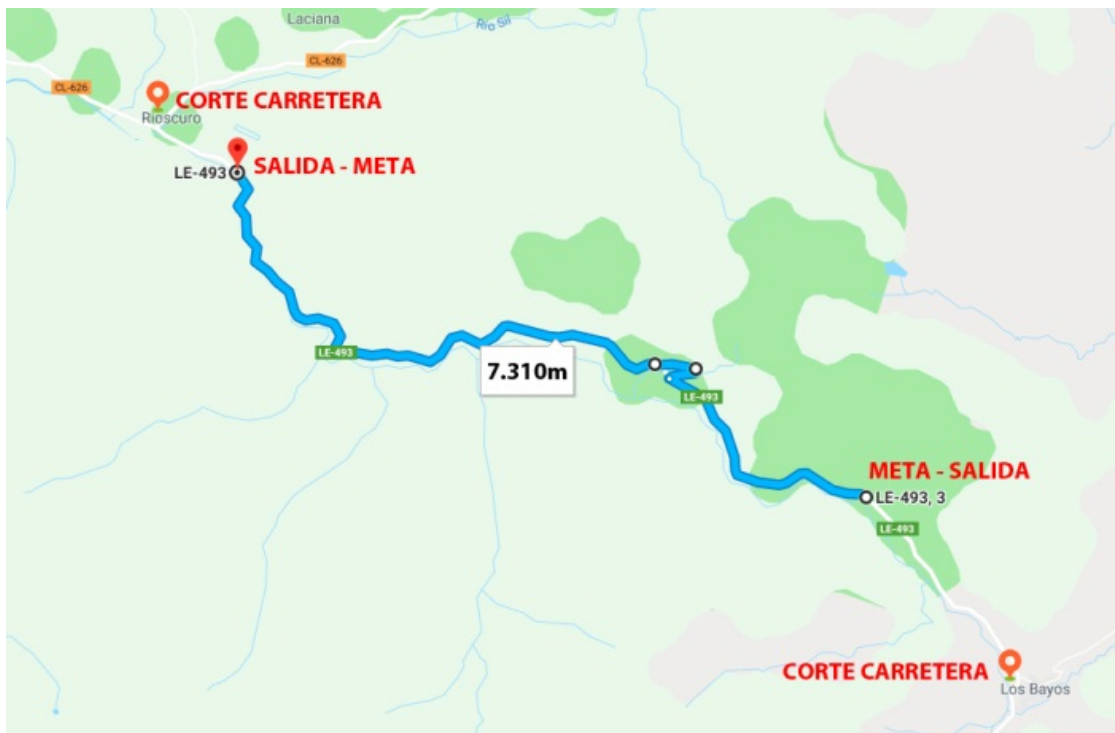 Laciana
Río Sil
CL-626
CL-626
CORTE CARRETERA
Rioscuro
SALIDA - META
LE-493
LE-493
7.310m
LE-493
META - SALIDA
LE-493, 3
LE-493
CORTE CARRETERA
Los Bayos